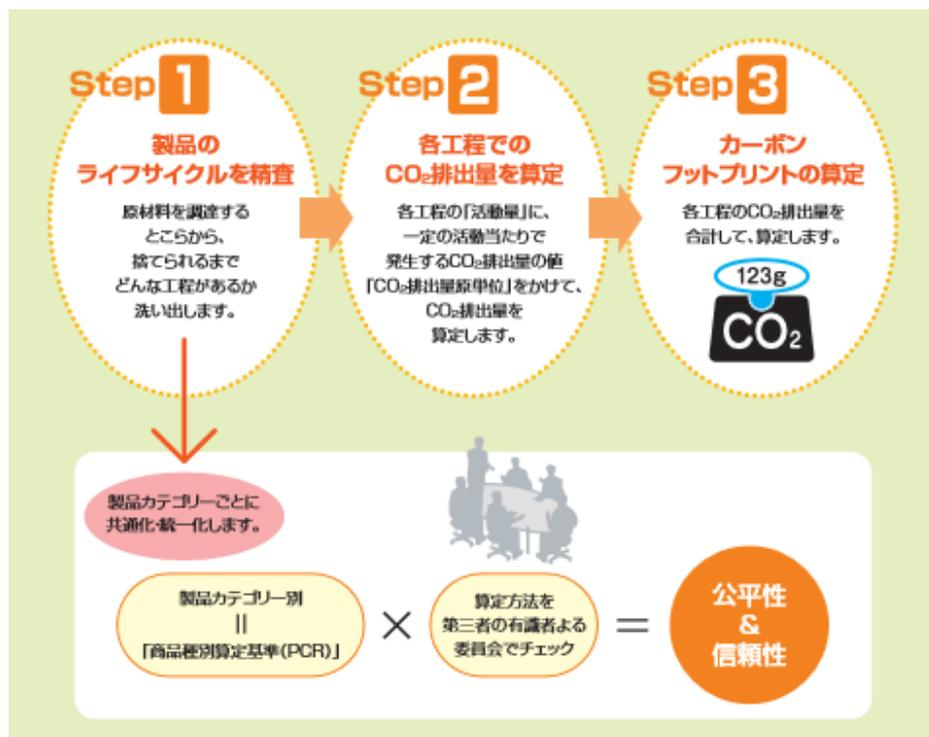 Step 1
製品の
ライフサイクルを精査
原材料を調達する
とこらから、
捨てられるまで
どんな工程があるか
洗い出します。
Step 2
各工程での
CO₂排出量を算定
各工程の「活動量」に、
一定の活動当たりで
発生するCO₂排出量の値
「CO₂排出量原単位」をかけて、
CO₂排出量を
算定します。
Step 3
カーボン
フットプリントの算定
各工程のCO₂排出量を
合計して、算定します。
123g
CO₂
製品カテゴリーごとに
共通化・統一化します。
製品カテゴリー別
||
「商品種別算定基準(PCR)」
×
算定方法を
第三者の有識者よる
委員会でチェック
=
公平性
&
信頼性